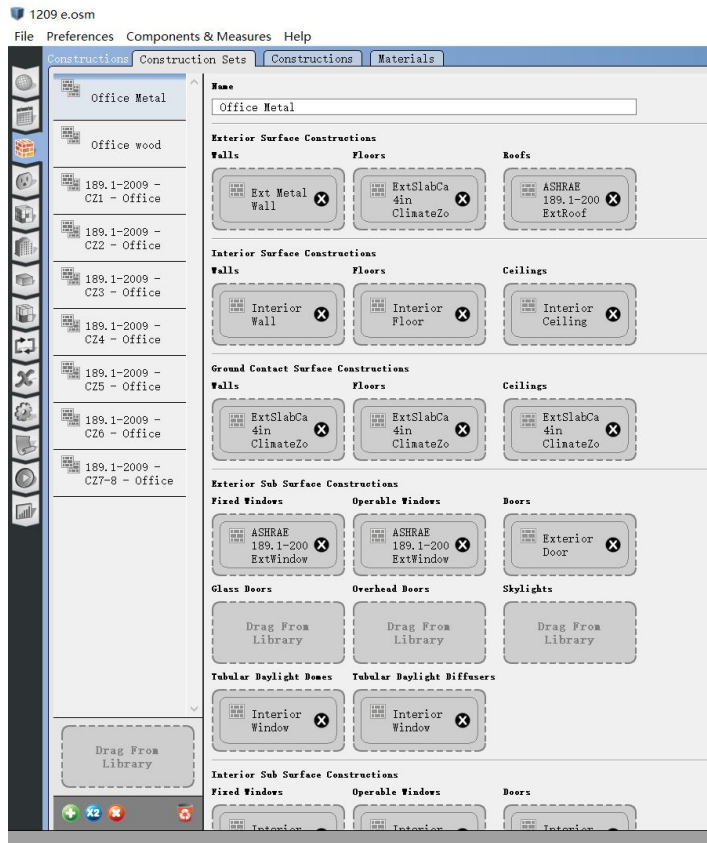 1209 e.osm
File Preferences Components & Measures Help
Constructions Construction Sets Constructions Materials
Office Metal
Office wood
189.1-2009 -
CZ1 - Office
189.1-2009 -
CZ2 - Office
189.1-2009 -
CZ3 - Office
189.1-2009 -
CZ4 - Office
189.1-2009 -
CZ5 - Office
189.1-2009 -
CZ6 - Office
189.1-2009 -
CZ7-8 - Office
Drag From
Library
X2
Name
Office Metal
Exterior Surface Constructions
Walls Floors Roofs
Ext Metal
Wall
ExtSlabCa
4in
ClimateZo
ASHRAE
189.1-200
ExtRoof
Interior Surface Constructions
Walls Floors Ceilings
Interior
Wall
Interior
Floor
Interior
Ceiling
Ground Contact Surface Constructions
Walls Floors Ceilings
ExtSlabCa
4in
ClimateZo
ExtSlabCa
4in
ClimateZo
ExtSlabCa
4in
ClimateZo
Exterior Sub Surface Constructions
Fixed Windows Operable Windows Doors
ASHRAE
189.1-200
ExtWindow
ASHRAE
189.1-200
ExtWindow
Exterior
Door
Glass Doors Overhead Doors Skylights
Drag From
Library
Drag From
Library
Drag From
Library
Tubular Daylight Domes Tubular Daylight Diffusers
Interior
Window
Interior
Window
Interior Sub Surface Constructions
Fixed Windows Operable Windows Doors
Interior
Interior
Interior